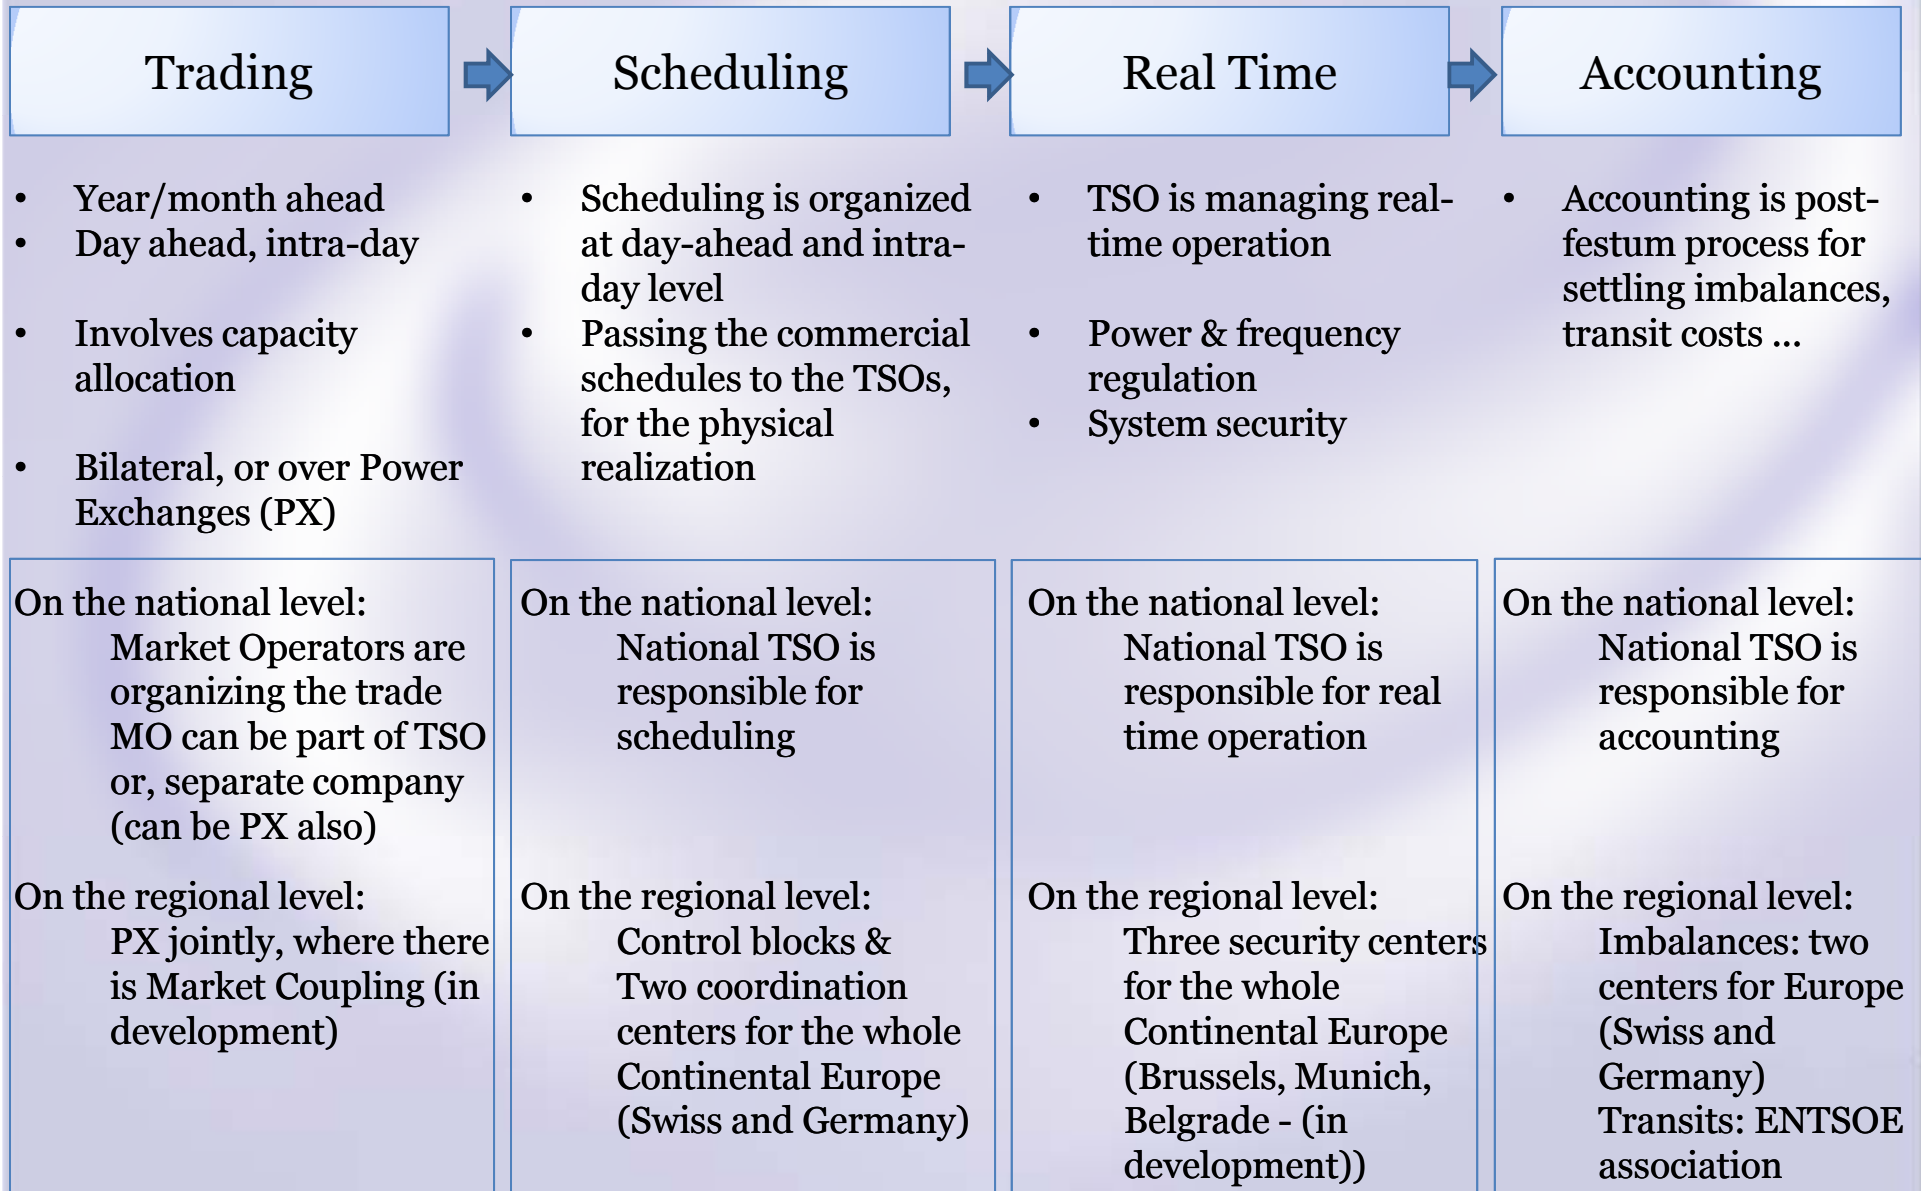 Trading
Scheduling
Real Time
Accounting
• Year/month ahead
• Day ahead, intra-day
• Involves capacity
allocation
• Bilateral, or over Power
Exchanges (PX)
• Scheduling is organized
at day-ahead and intra-
day level
• Passing the commercial
schedules to the TSOs,
for the physical
realization
• TSO is managing real-
time operation
• Power & frequency
regulation
• System security
• Accounting is post-
festum process for
settling imbalances,
transit costs ...
On the national level:
Market Operators are
organizing the trade
MO can be part of TSO
or, separate company
(can be PX also)
On the regional level:
PX jointly, where there
is Market Coupling (in
development)
On the national level:
National TSO is
responsible for
scheduling
On the regional level:
Control blocks &
Two coordination
centers for the whole
Continental Europe
(Swiss and Germany)
On the national level:
National TSO is
responsible for real
time operation
On the regional level:
Three security centers
for the whole
Continental Europe
(Brussels, Munich,
Belgrade - (in
development))
On the national level:
National TSO is
responsible for
accounting
On the regional level:
Imbalances: two
centers for Europe
(Swiss and
Germany)
Transits: ENTSOE
association